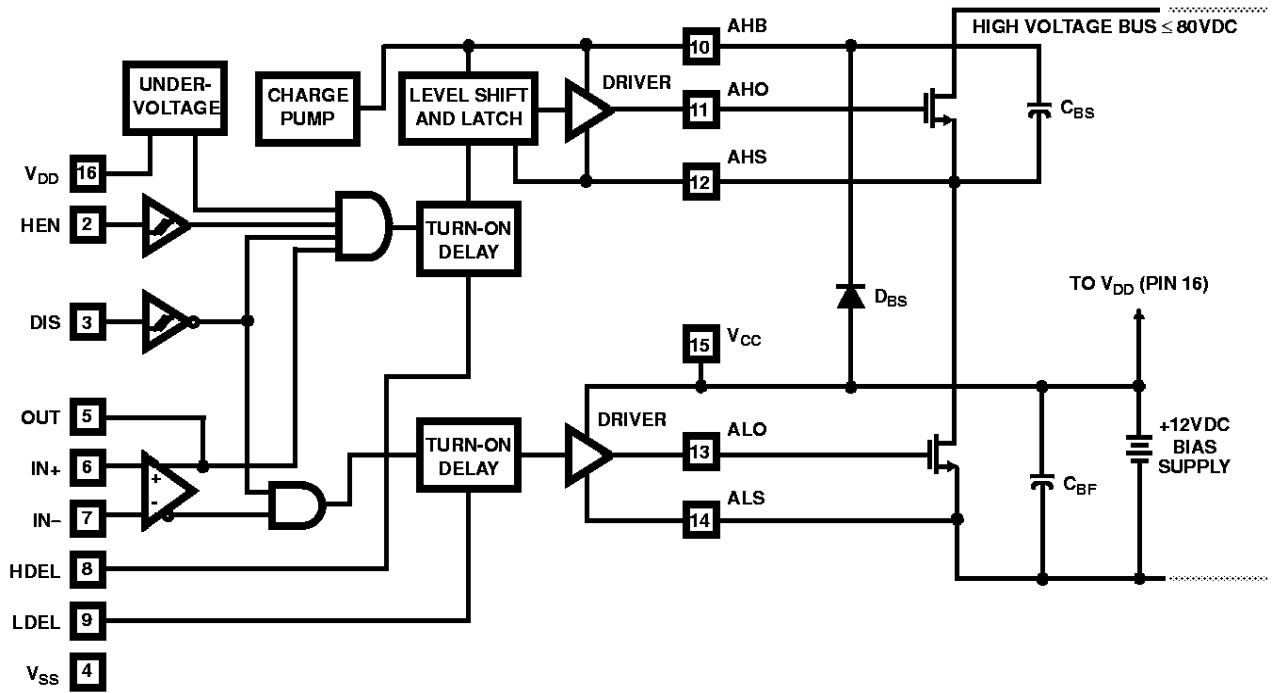 HIGH VOLTAGE BUS ≤ 80VDC
UNDER-
VOLTAGE
CHARGE
PUMP
LEVEL SHIFT
AND LATCH
DRIVER
10
AHB
11
AHO
12
AHS
CBS
VDD
16
HEN
2
TURN-ON
DELAY
DIS
3
DBS
TO VDD (PIN 16)
15
VCC
OUT
5
IN+
6
IN–
7
+
-
TURN-ON
DELAY
DRIVER
13
ALO
14
ALS
CBF
+12VDC
BIAS
SUPPLY
HDEL
8
LDEL
9
VSS
4